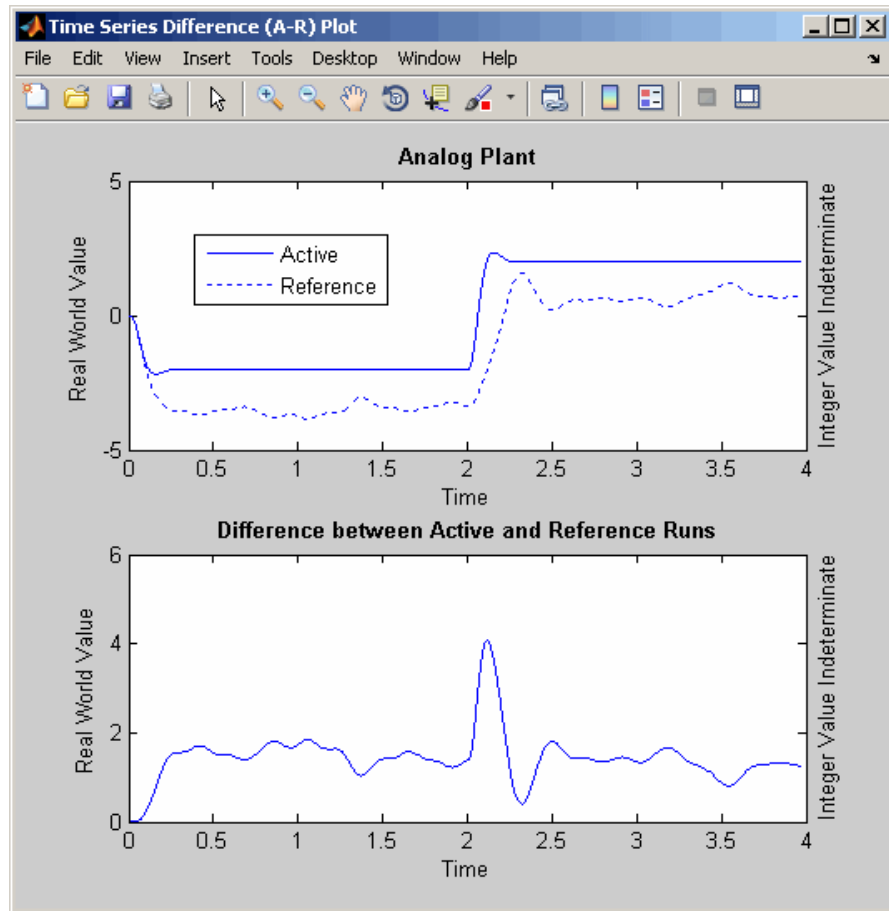 Time Series Difference (A-R) Plot
File Edit View Insert Tools Desktop Window Help
Analog Plant
5
0
-5
Real World Value
Active
Reference
Integer Value Indeterminate
0 0.5 1 1.5 2 2.5 3 3.5 4
Time
Difference between Active and Reference Runs
6
4
2
0
Real World Value
Integer Value Indeterminate
0 0.5 1 1.5 2 2.5 3 3.5 4
Time